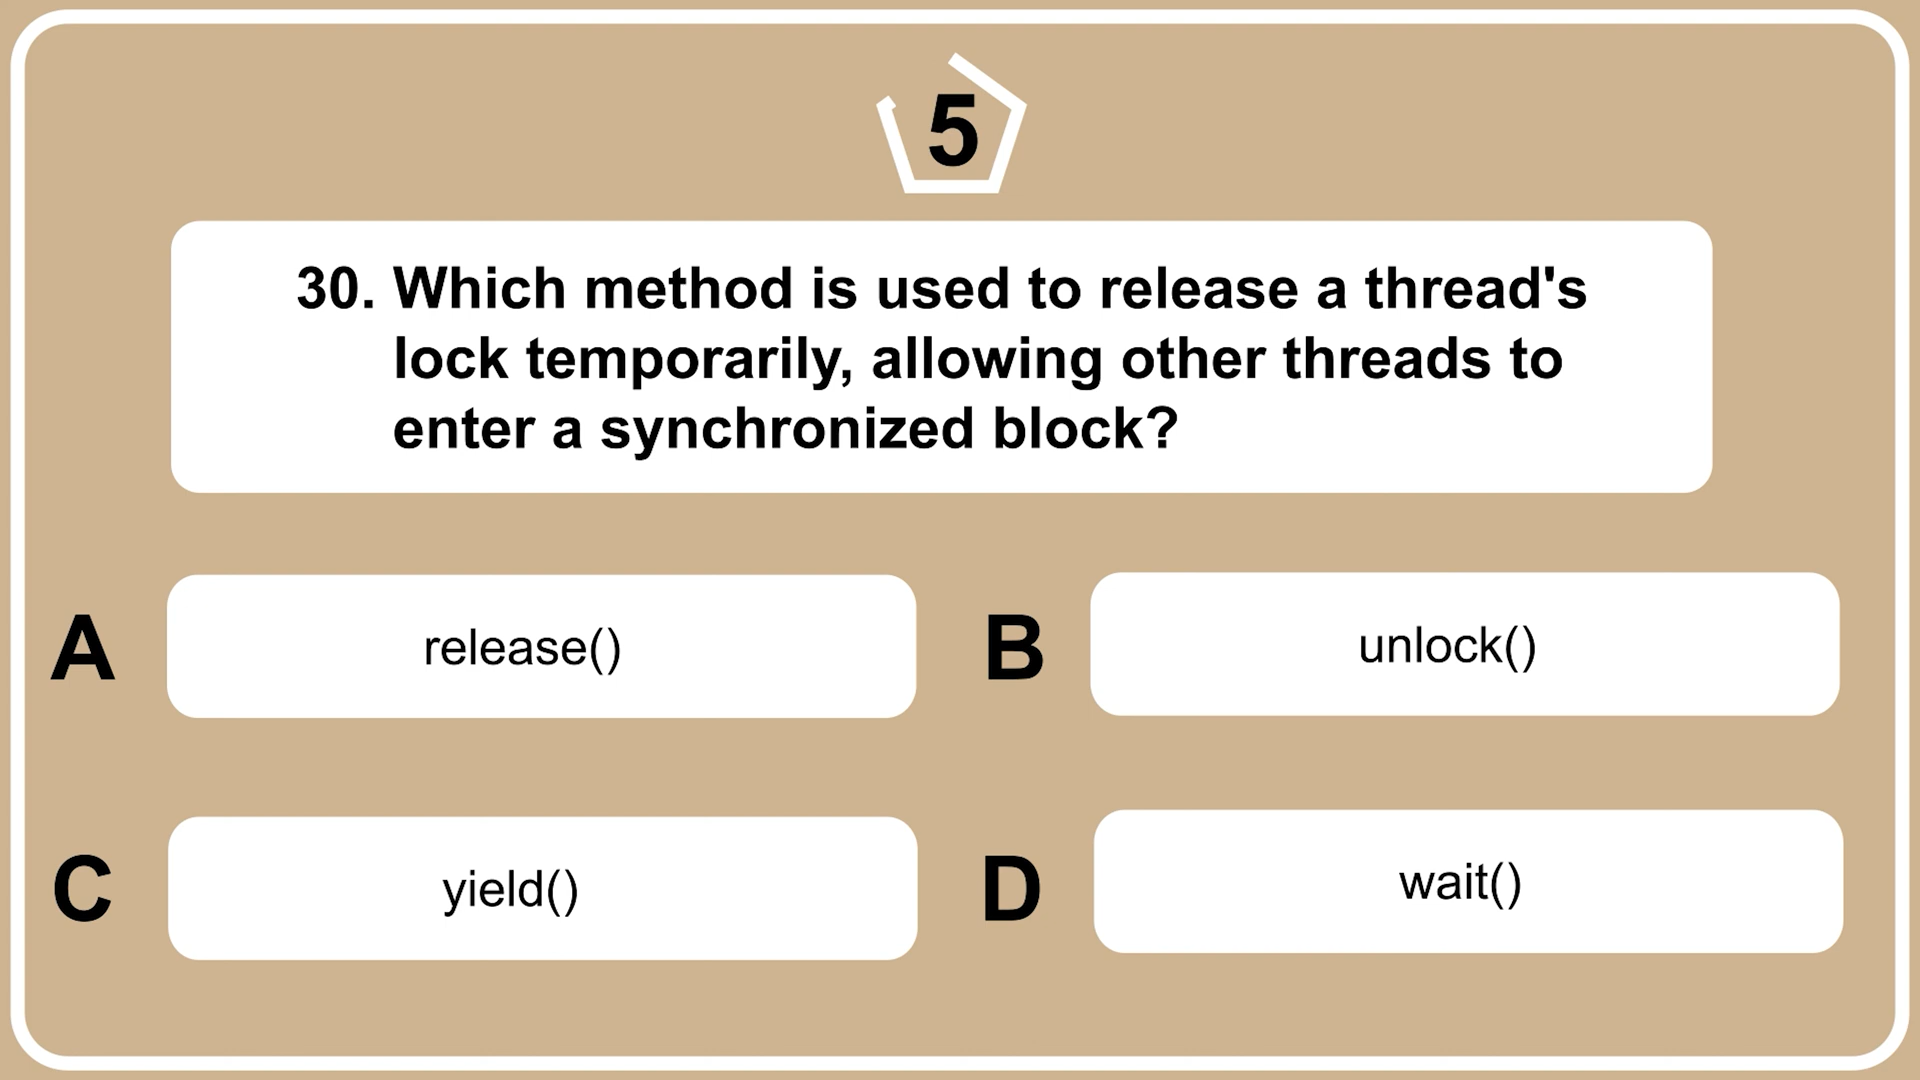 5
30. Which method is used to release a thread's
lock temporarily, allowing other threads to
enter a synchronized block?
A release()
B unlock()
C yield()
D wait()